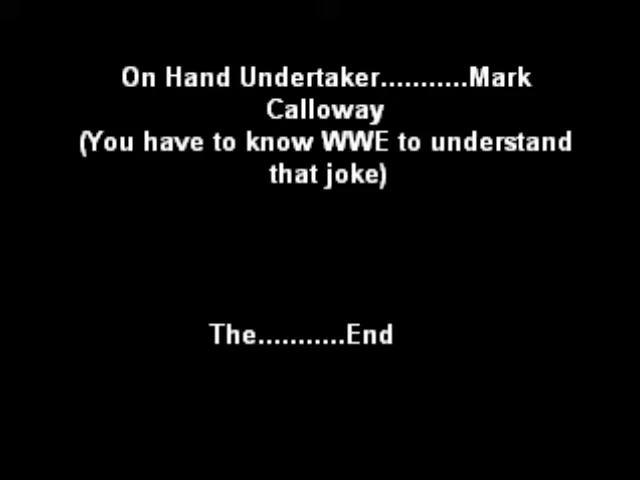 On Hand Undertaker...........Mark
Calloway
(You have to know WWE to understand
that joke)
The...........End